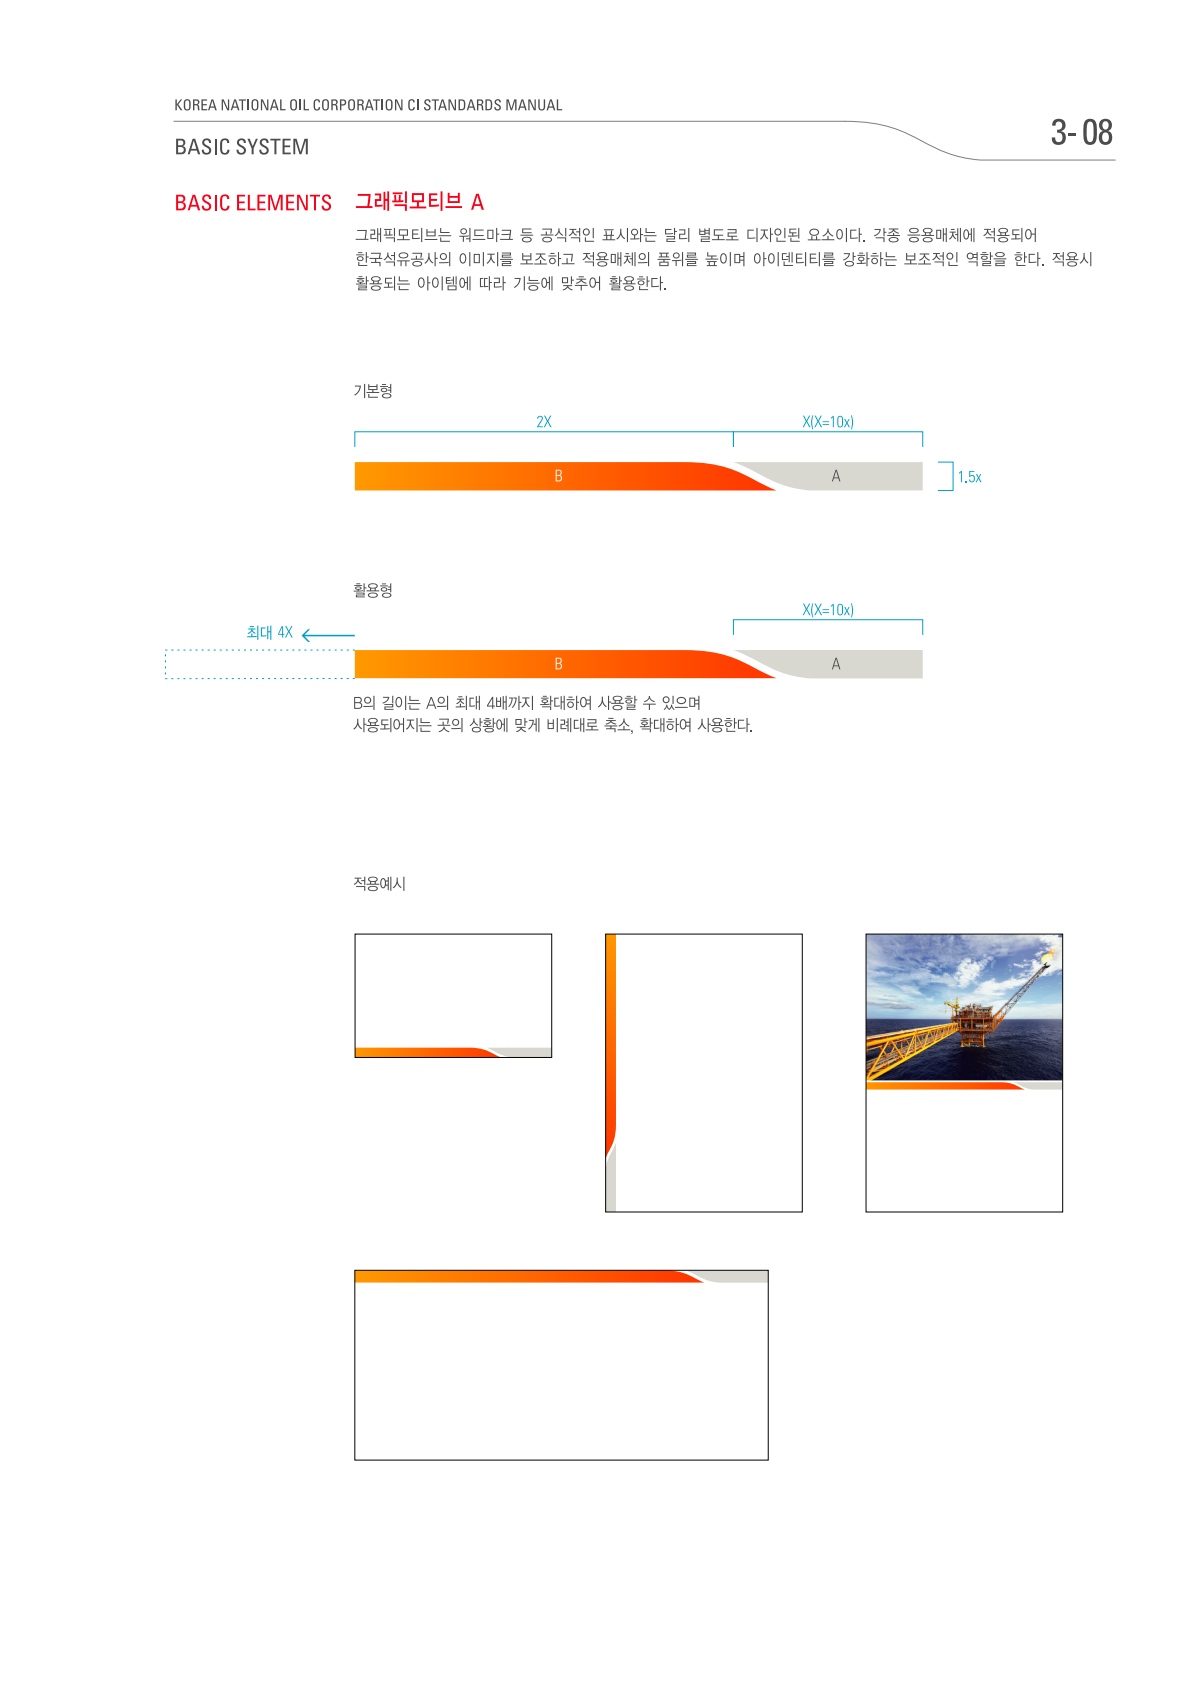 KOREA NATIONAL OIL CORPORATION CI STANDARDS MANUAL
3-08
BASIC SYSTEM
BASIC ELEMENTS 그래픽모티브 A
그래픽모티브는 워드마크 등 공식적인 표시와는 달리 별도로 디자인된 요소이다. 각종 응용매체에 적용되어
한국석유공사의 이미지를 보조하고 적용매체의 품위를 높이며 아이덴티티를 강화하는 보조적인 역할을 한다. 적용시
활용되는 아이템에 따라 기능에 맞추어 활용한다.
기본형
2X X(X=10x)
B A 1.5x
활용형
X(X=10x)
최대 4X
B A
B의 길이는 A의 최대 4배까지 확대하여 사용할 수 있으며
사용되어지는 곳의 상황에 맞게 비례대로 축소, 확대하여 사용한다.
적용예시